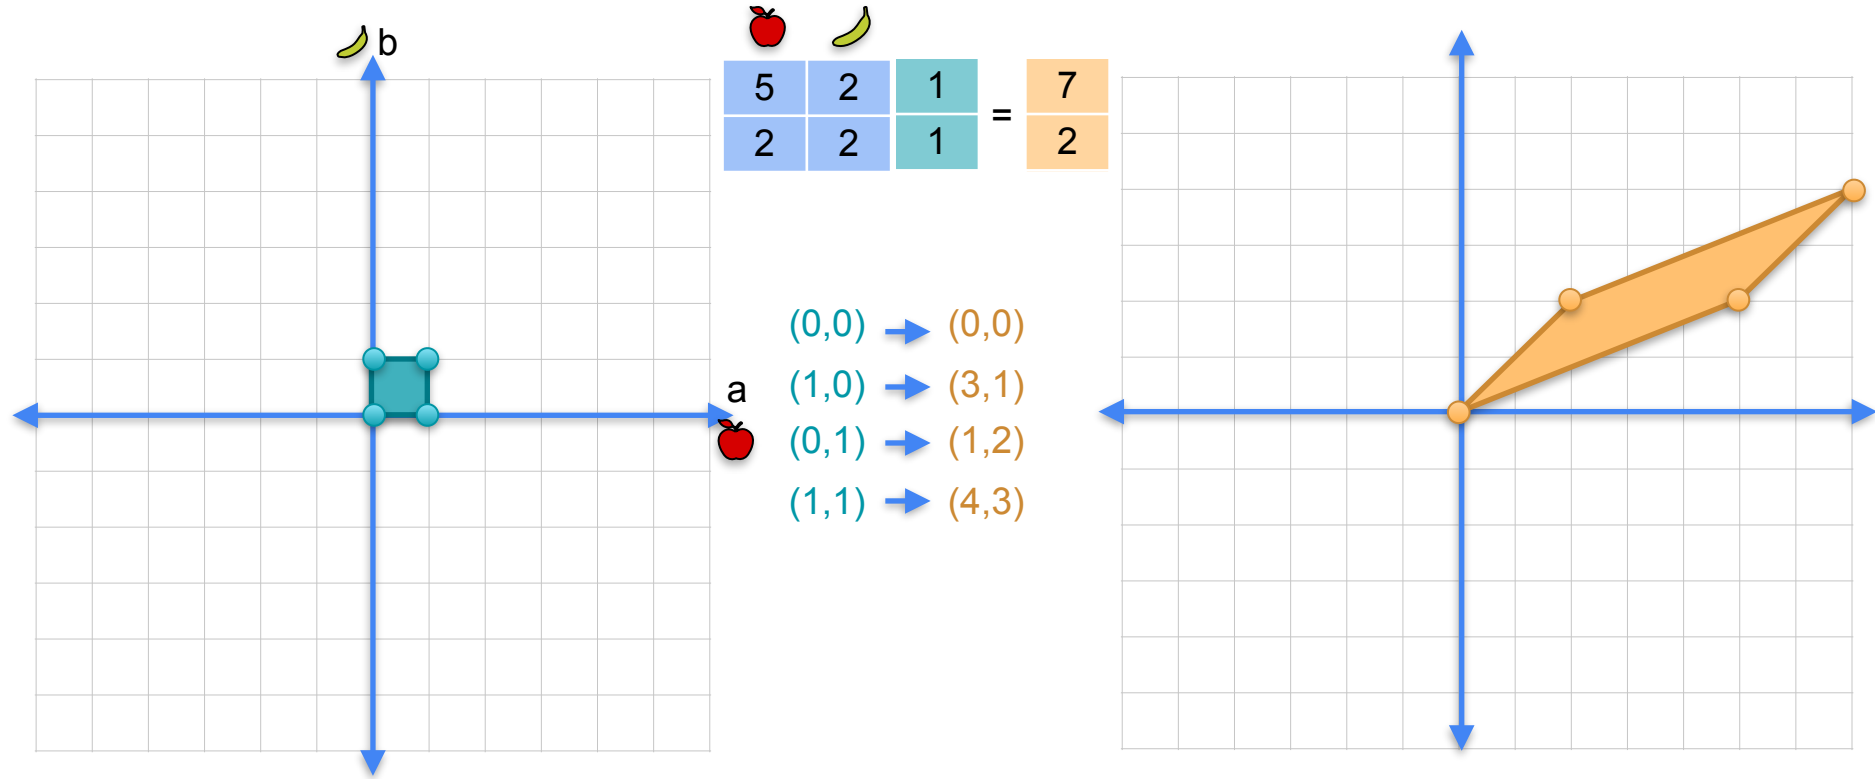 b
5 2 1 = 7
2 2 1 2
a
(0,0) (0,0)
(1,0) (3,1)
(0,1) (1,2)
(1,1) (4,3)